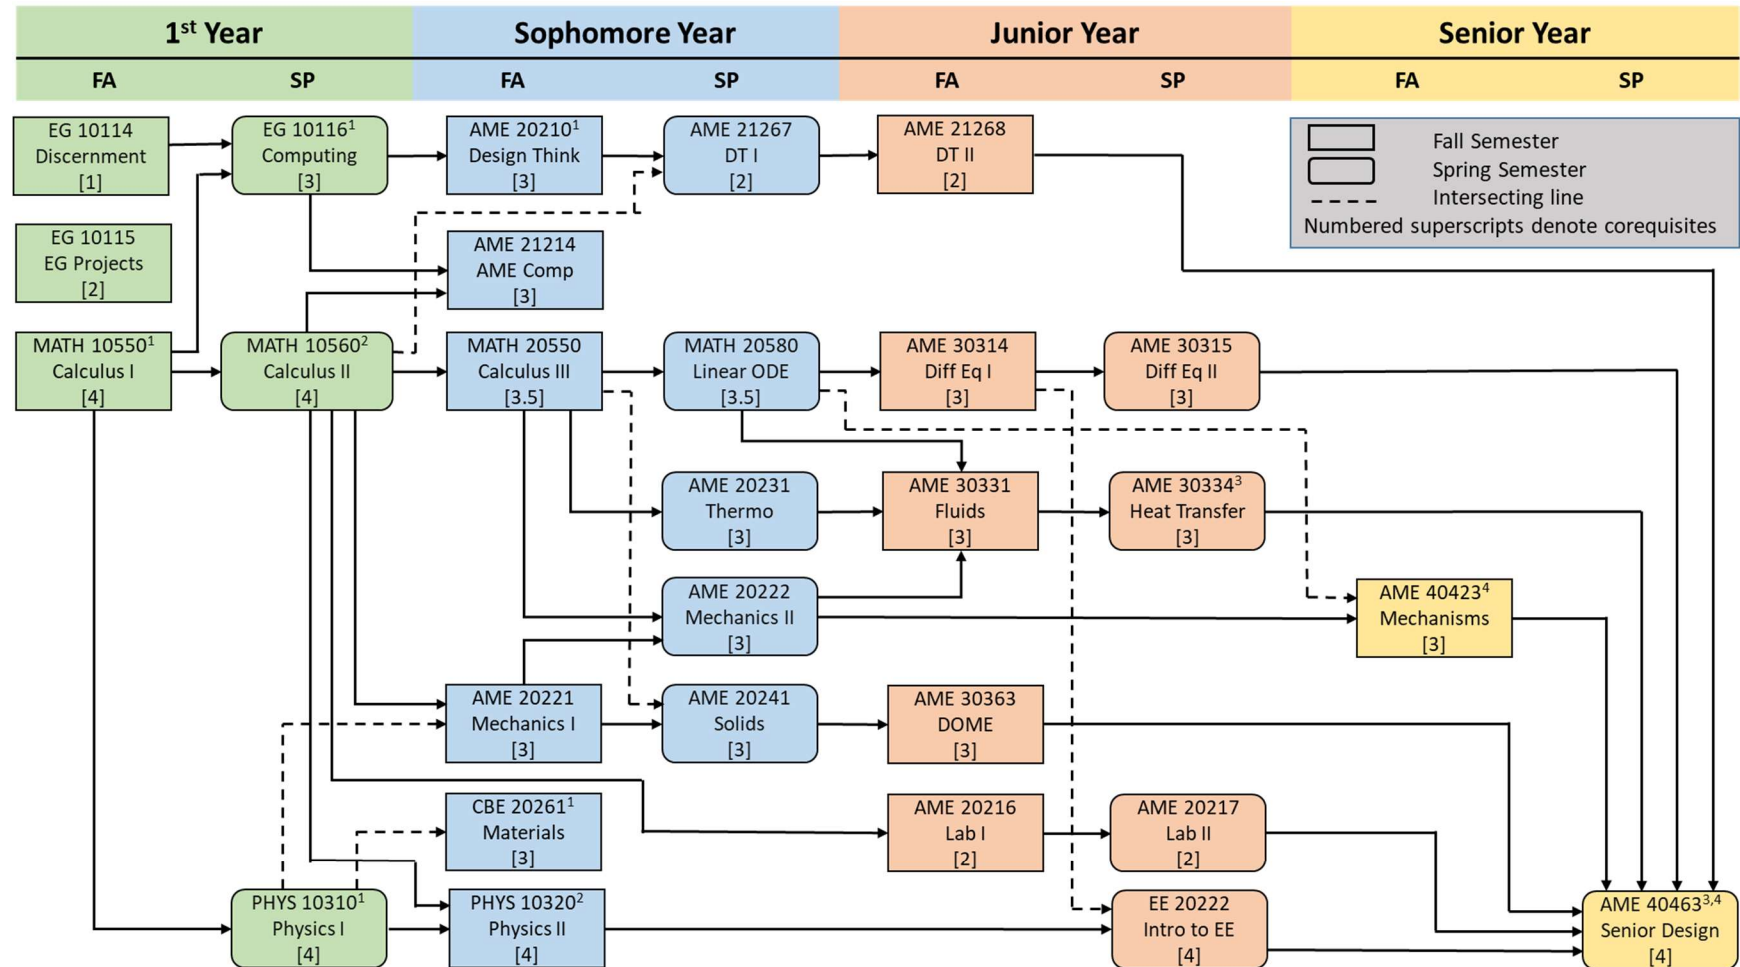 1st Year
Sophomore Year
Junior Year
Senior Year
FA
SP
FA
SP
FA
SP
FA
SP
EG 10114
Discernment
[1]
EG 10116¹
Computing
[3]
AME 20210¹
Design Think
[3]
AME 21267
DT I
[2]
AME 21268
DT II
[2]
Fall Semester
Spring Semester
Intersecting line
Numbered superscripts denote corequisites
EG 10115
EG Projects
[2]
AME 21214
AME Comp
[3]
MATH 10550¹
Calculus I
[4]
MATH 10560²
Calculus II
[4]
MATH 20550
Calculus III
[3.5]
MATH 20580
Linear ODE
[3.5]
AME 30314
Diff Eq I
[3]
AME 30315
Diff Eq II
[3]
AME 20231
Thermo
[3]
AME 30331
Fluids
[3]
AME 30334³
Heat Transfer
[3]
AME 20222
Mechanics II
[3]
AME 40423⁴
Mechanisms
[3]
AME 20221
Mechanics I
[3]
AME 20241
Solids
[3]
AME 30363
DOME
[3]
CBE 20261¹
Materials
[3]
AME 20216
Lab I
[2]
AME 20217
Lab II
[2]
PHYS 10310¹
Physics I
[4]
PHYS 10320²
Physics II
[4]
EE 20222
Intro to EE
[4]
AME 40463³,⁴
Senior Design
[4]